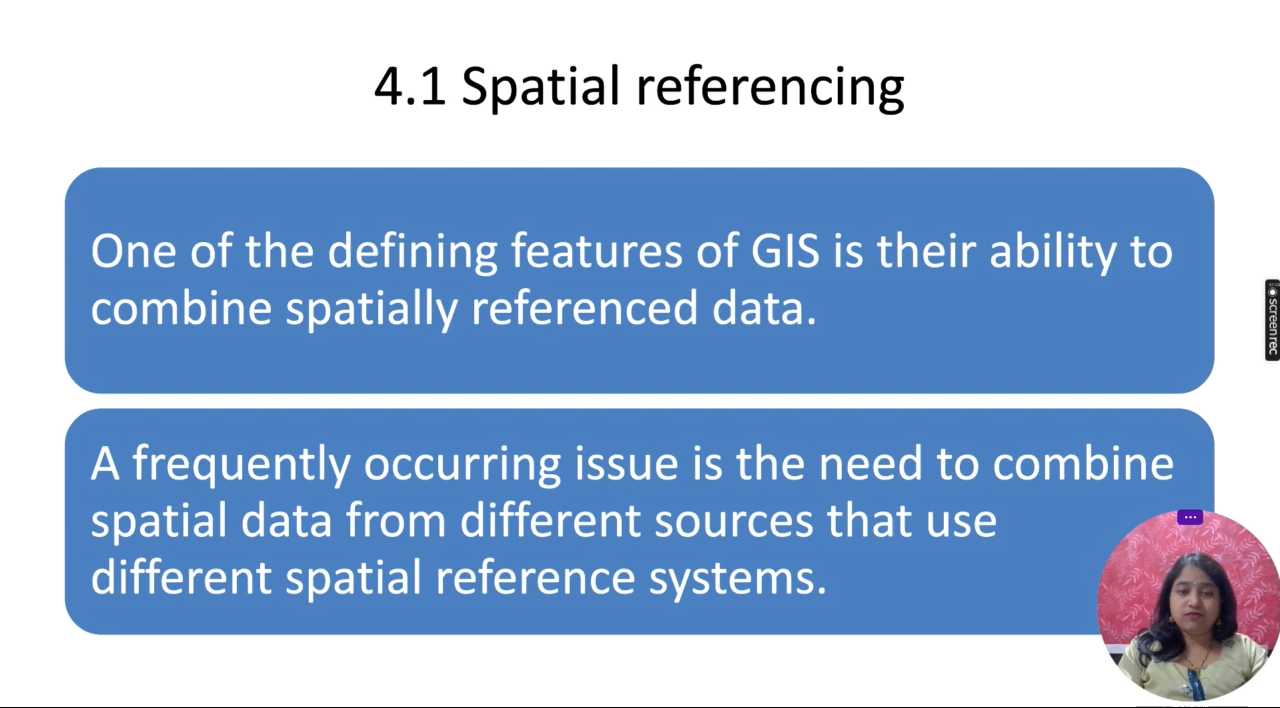 4.1 Spatial referencing
One of the defining features of GIS is their ability to
combine spatially referenced data.
A frequently occurring issue is the need to combine
spatial data from different sources that use
different spatial reference systems.
screenrec